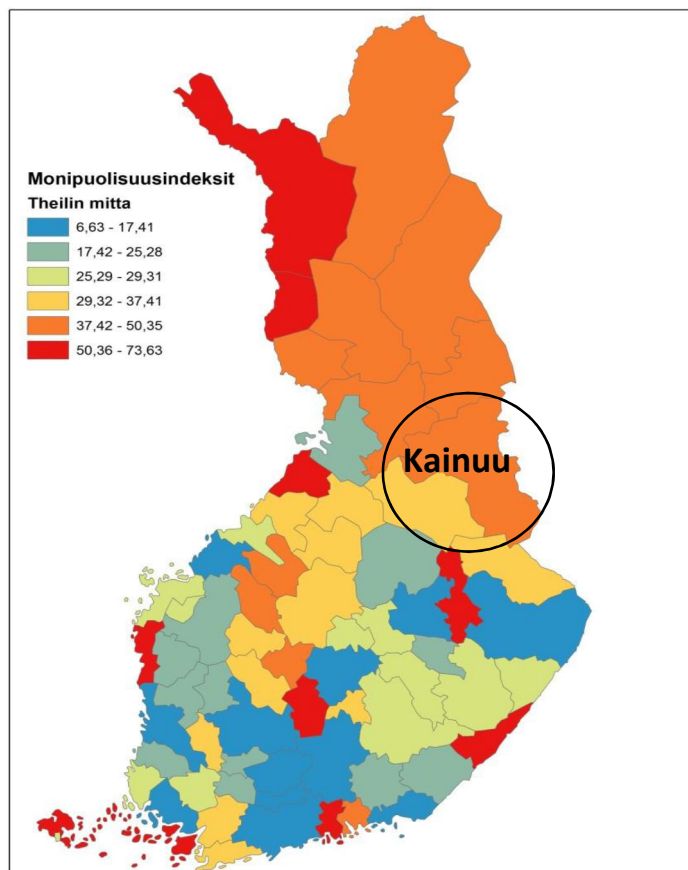 Monipuolisuusindeksit
Theilin mitta
6,63 - 17,41
17,42 - 25,28
25,29 - 29,31
29,32 - 37,41
37,42 - 50,35
50,36 - 73,63
Kainuu